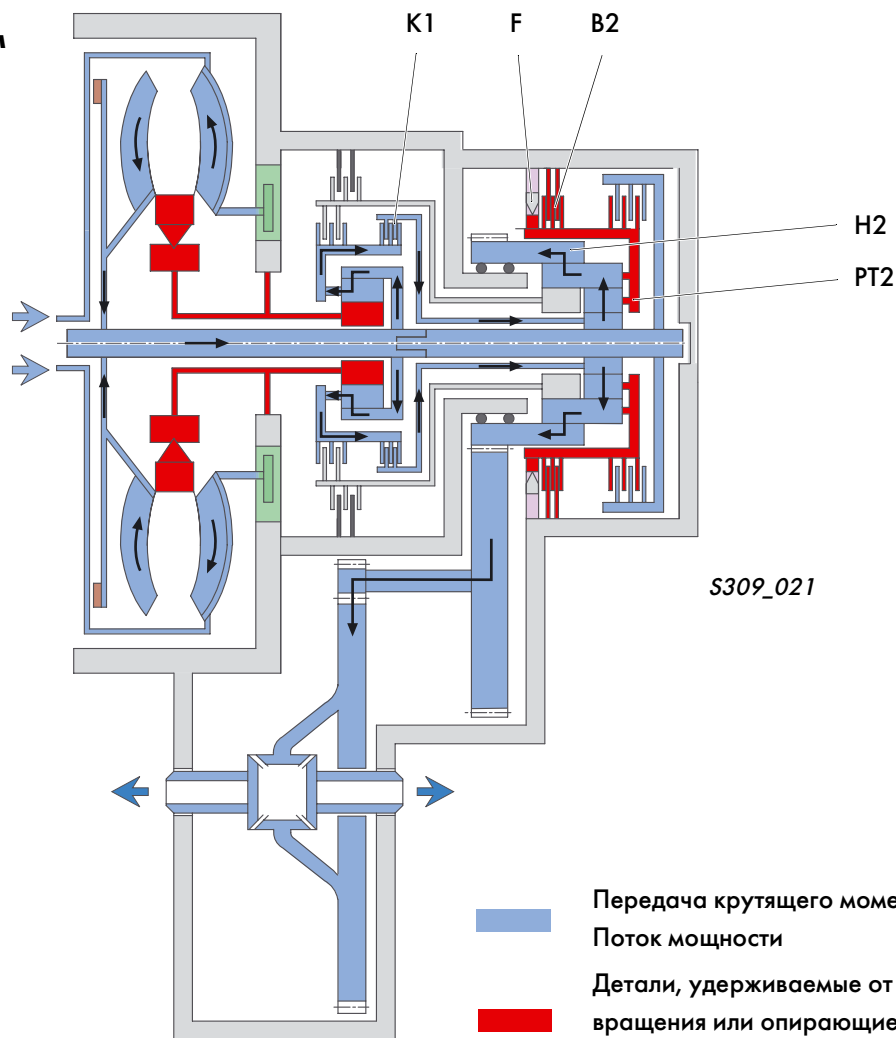 K1 F B2
H2
PT2
S309_021
Передача крутящего моме
Поток мощности
Детали, удерживаемые от
вращения или опирающие